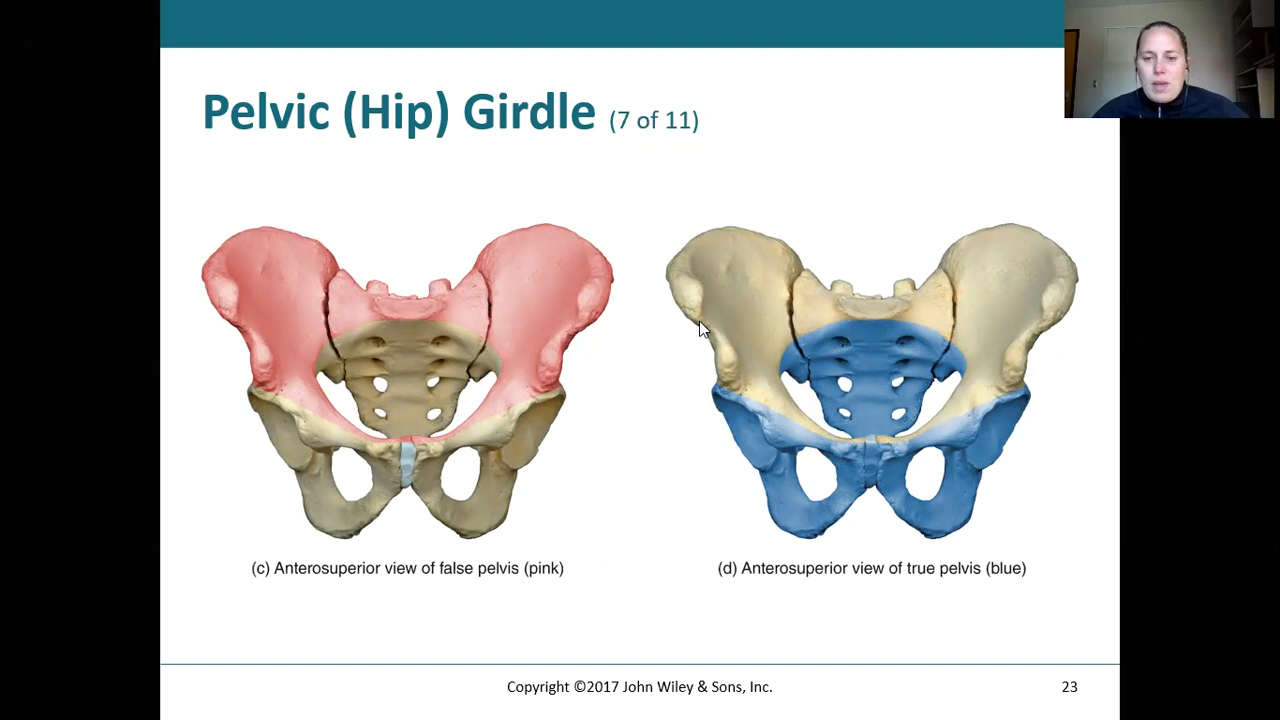 Pelvic (Hip) Girdle (7 of 11)
(c) Anterosuperior view of false pelvis (pink)
(d) Anterosuperior view of true pelvis (blue)
Copyright ©2017 John Wiley & Sons, Inc.
23